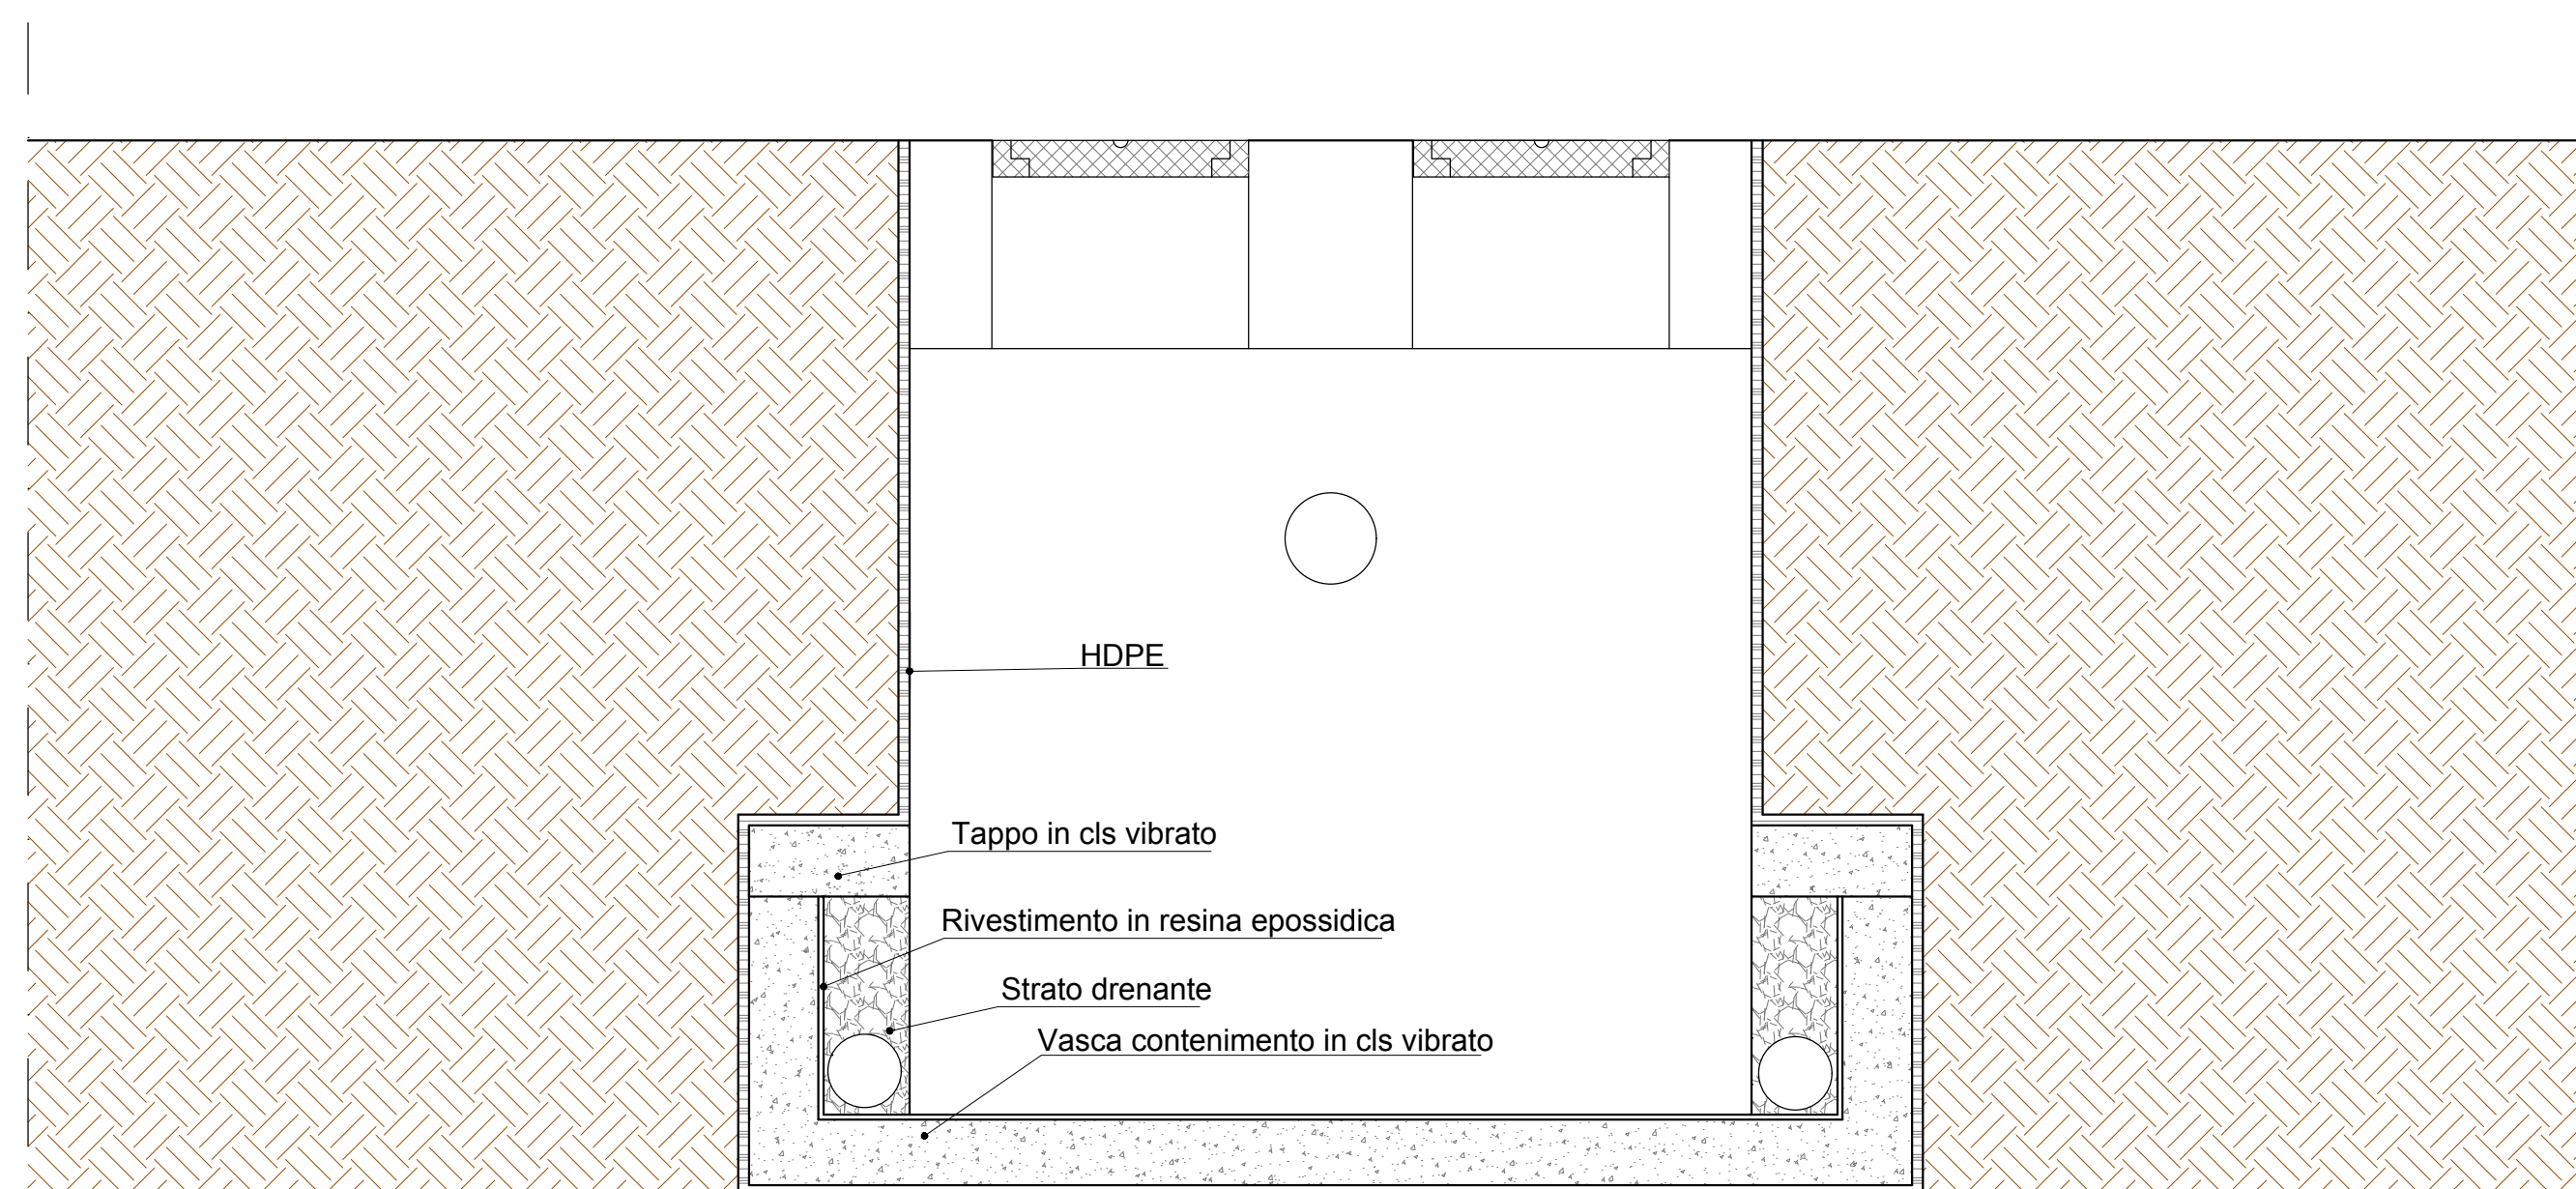 HDPE
Tappo in cls vibrato
Rivestimento in resina epossidica
Strato drenante
Vasca contenimento in cls vibrato